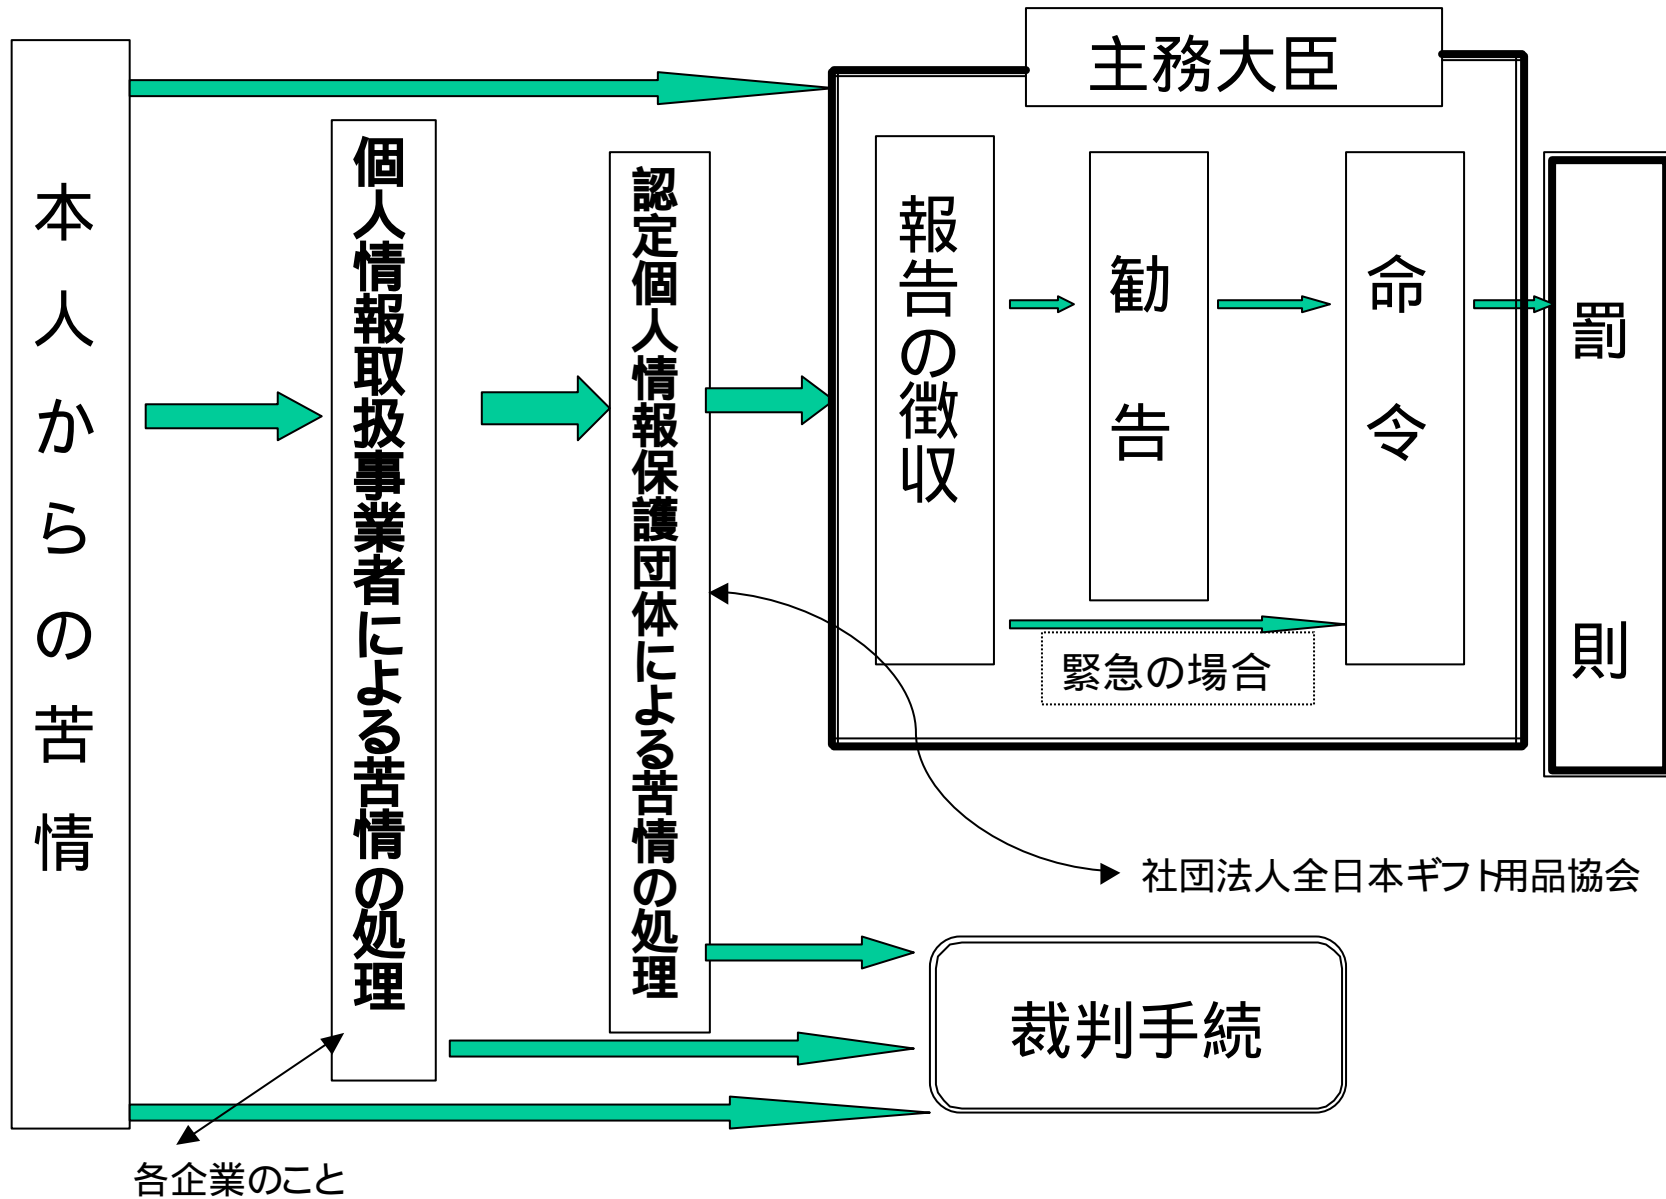 本人からの苦情
個人情報取扱事業者による苦情の処理
認定個人情報保護団体による苦情の処理
主務大臣
報告の徴収
勧告
命令
緊急の場合
罰則
社団法人全日本ギフト用品協会
裁判手続
各企業のこと